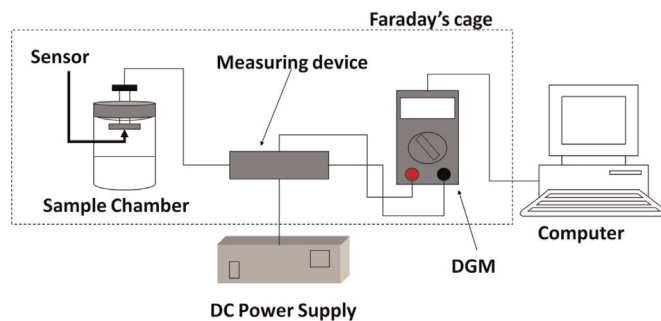 Faraday's cage
Sensor
Measuring device
Sample Chamber
DGM
Computer
DC Power Supply